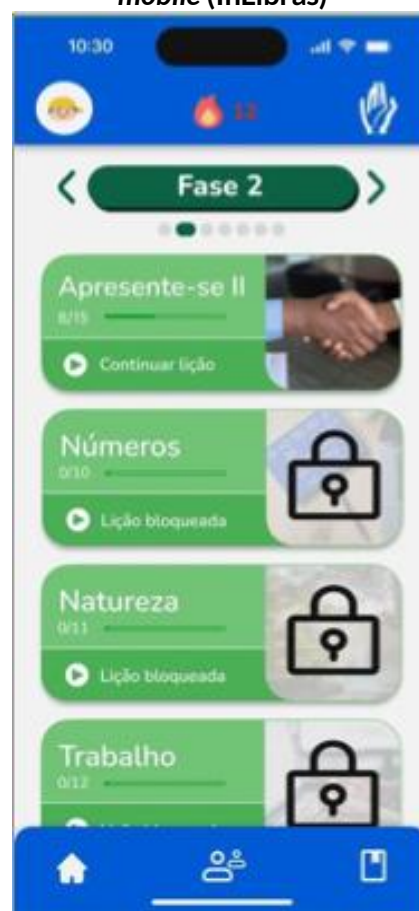 mobile (InLibras)
10:30
12
Fase 2
Apresente-se II
8/15
Continuar lição
Números
0/10
Lição bloqueada
Natureza
0/11
Lição bloqueada
Trabalho
0/12